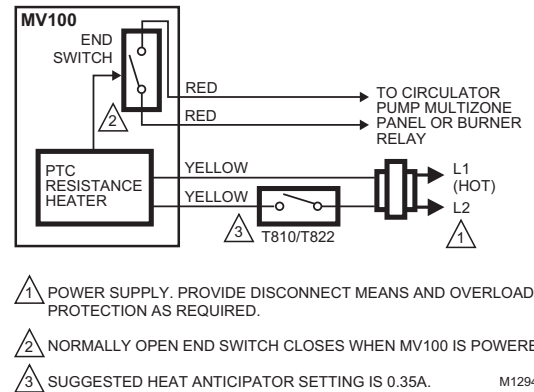 MV100
END
SWITCH
2
RED
RED
TO CIRCULATOR
PUMP MULTIZONE
PANEL OR BURNER
RELAY
PTC
RESISTANCE
HEATER
YELLOW
YELLOW
3
T810/T822
L1
(HOT)
L2
1
1 POWER SUPPLY. PROVIDE DISCONNECT MEANS AND OVERLOAD
PROTECTION AS REQUIRED.
2 NORMALLY OPEN END SWITCH CLOSES WHEN MV100 IS
3 SUGGESTED HEAT ANTICIPATOR SETTING IS 0.35A.
M1294